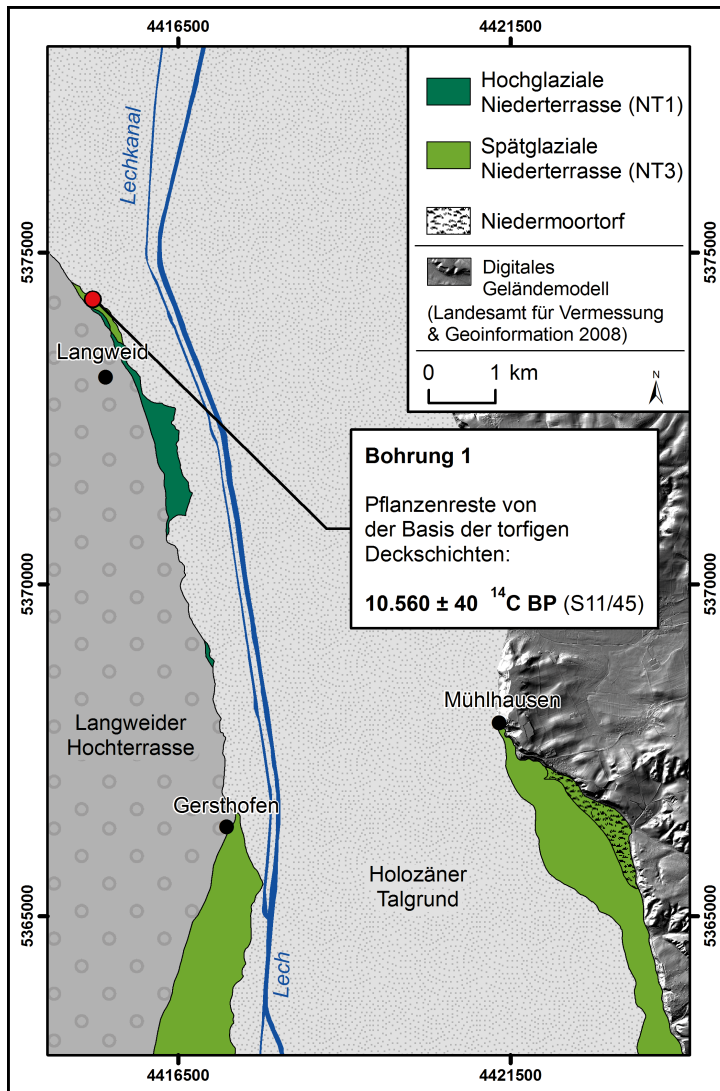 4416500
4421500
Hochglaziale
Niederterrasse (NT1)
Spätglaziale
Niederterrasse (NT3)
Niedermoortorf
Digitales
Geländemodell
(Landesamt für Vermessung
& Geoinformation 2008)
0 1 km
N
Lechkanal
5375000
5375000
Langweid
Bohrung 1
Pflanzenreste von
der Basis der torfigen
Deckschichten:
10.560 ± 40 ¹⁴C BP (S11/45)
5370000
5370000
Mühlhausen
Langweider
Hochterrasse
Gersthofen
Holozäner
Talgrund
5365000
5365000
Lech
4416500
4421500